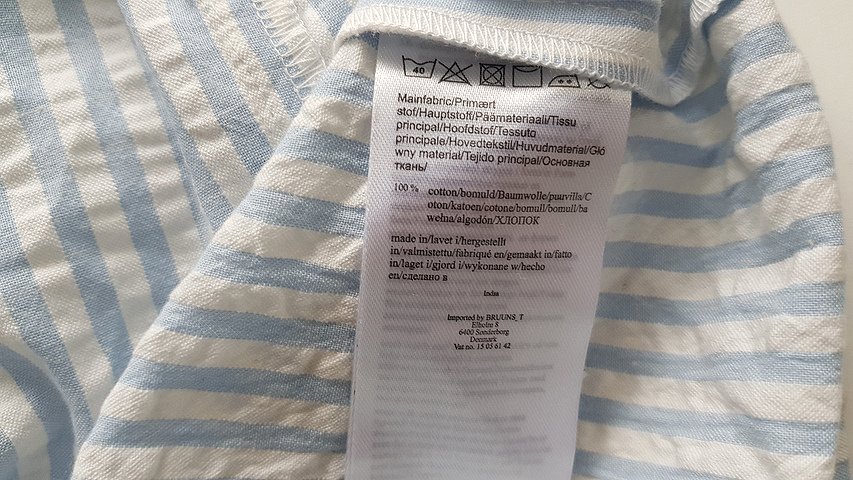 40
Mainfabric/Primært
stof/Hauptstoff/Päämateriaali/Tissu
principal/Hoofdstof/Tessuto
principale/Hovedtekstil/Huvudmaterial/Głó
wny material/Tejido principal/Основная
ткань/
100 % cotton/bomuld/Baumwolle/puuvilla/C
oton/katoen/cotone/bomull/bomull/ba
wełna/algodón/ХЛОПОК
made in/lavet i/hergestellt
in/valmistettu/fabriqué en/gemaakt in/fatto
in/laget i/gjord i/wykonane w/hecho
en/сделано в
India
Imported by BRUUNS_T
Elholm 8
6400 Sonderborg
Denmark
Vat no. 15 05 61 42